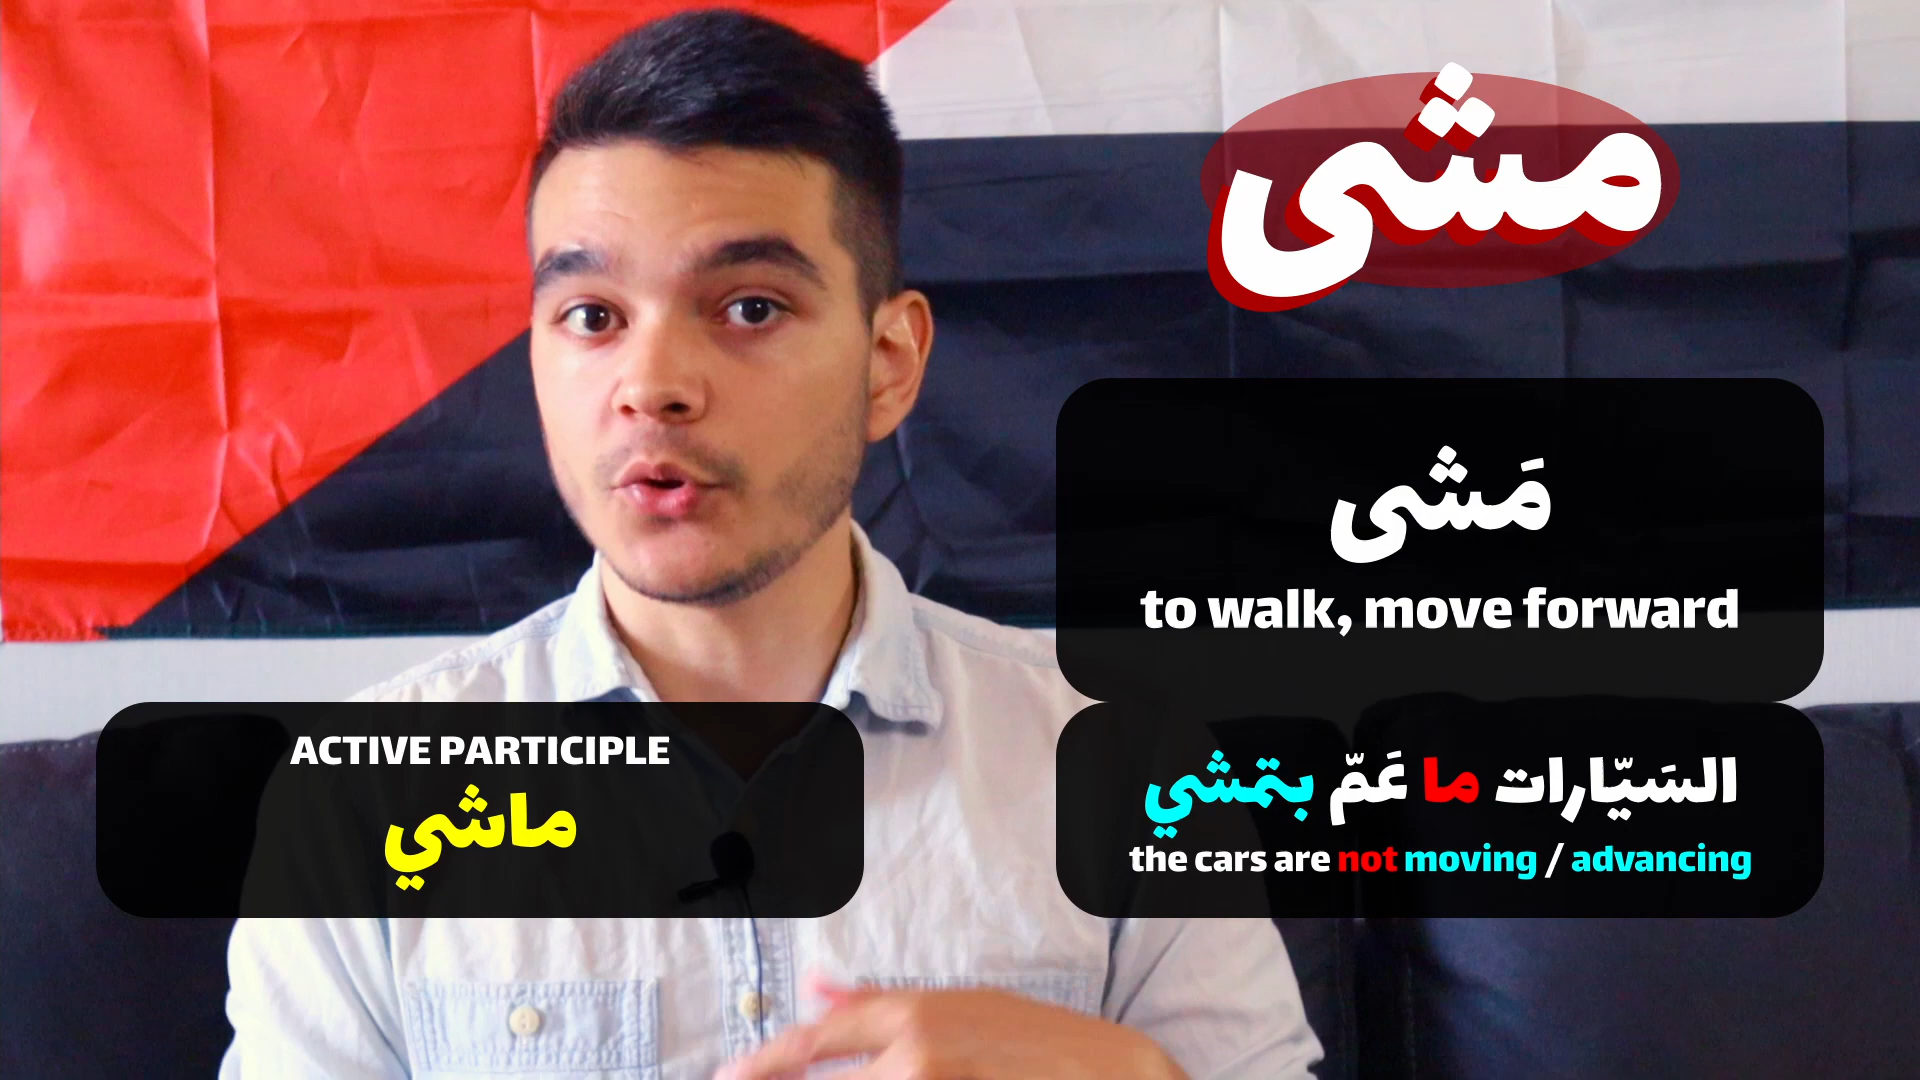 مشى
مَشى
to walk, move forward
ACTIVE PARTICIPLE
ماشي
السَيّارات ما عَمّ بتمشي
the cars are not moving / advancing